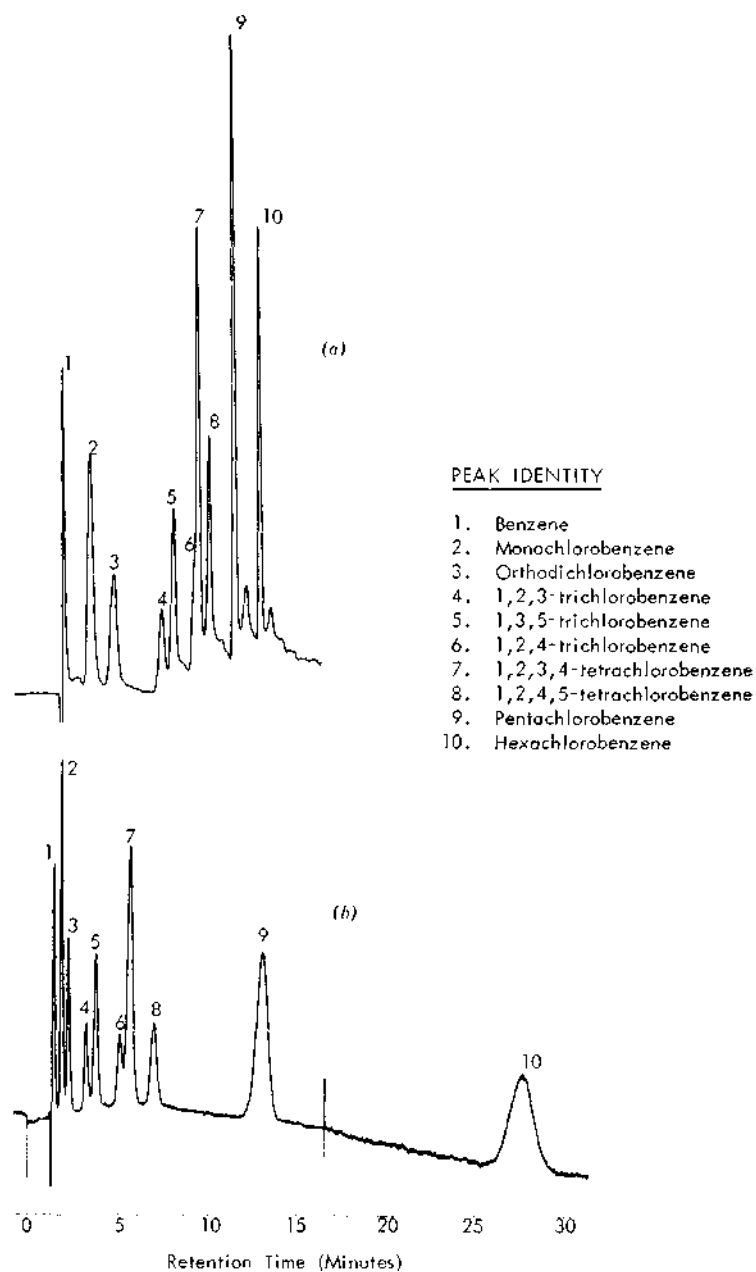 9
7
10
1
(a)
2
8
5
6
3
4
PEAK IDENTITY
1. Benzene
2. Monochlorobenzene
3. Orthodichlorobenzene
4. 1,2,3-trichlorobenzene
5. 1,3,5-trichlorobenzene
6. 1,2,4-trichlorobenzene
7. 1,2,3,4-tetrachlorobenzene
8. 1,2,4,5-tetrachlorobenzene
9. Pentachlorobenzene
10. Hexachlorobenzene
2
7
1
(b)
3
9
5
4
6
8
10
0 5 10 15 20 25 30
Retention Time (Minutes)